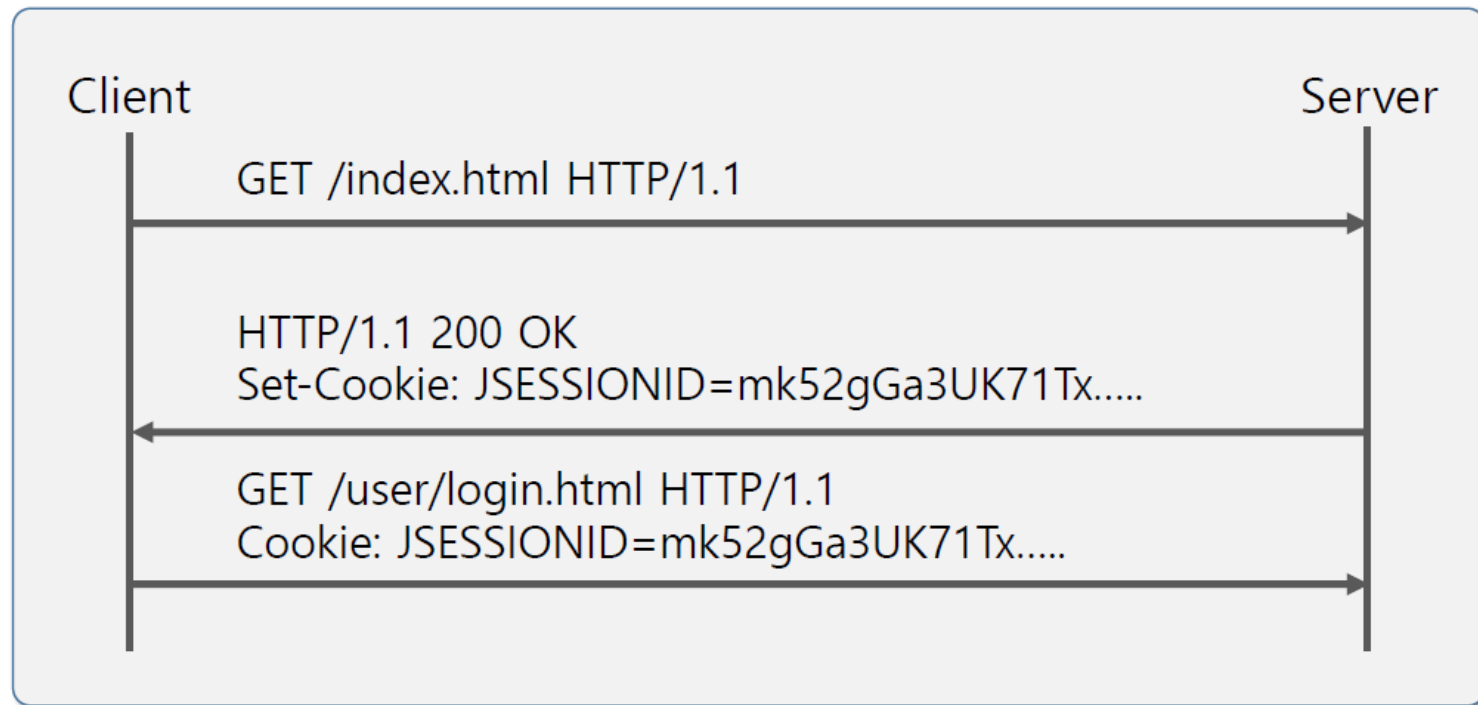 Client
Server
GET /index.html HTTP/1.1
HTTP/1.1 200 OK
Set-Cookie: JSESSIONID=mk52gGa3UK71Tx.....
GET /user/login.html HTTP/1.1
Cookie: JSESSIONID=mk52gGa3UK71Tx.....